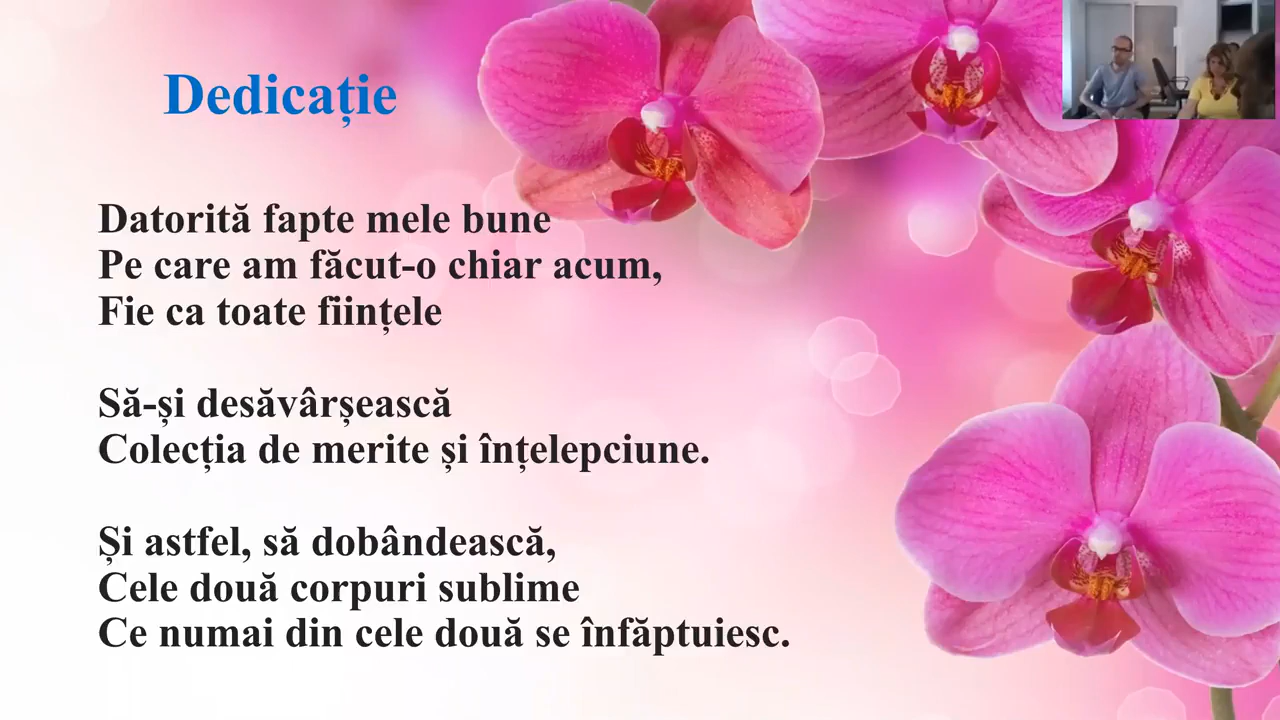 Dedicație
Datorită fapte mele bune
Pe care am făcut-o chiar acum,
Fie ca toate ființele
Să-și desăvârșească
Colecția de merite și înțelepciune.
Și astfel, să dobândească,
Cele două corpuri sublime
Ce numai din cele două se înfăptuiesc.